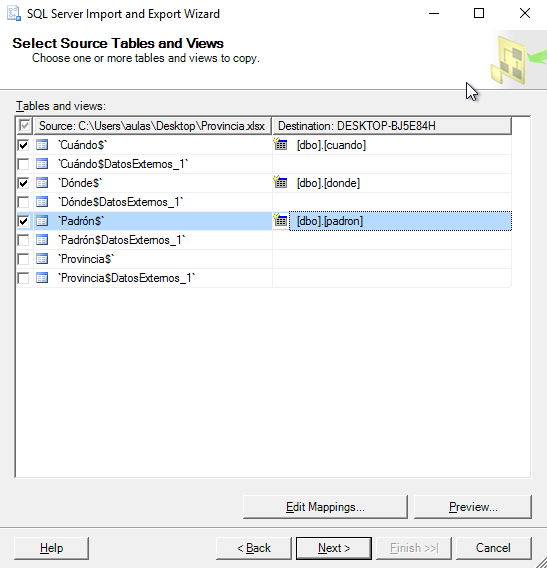 SQL Server Import and Export Wizard
Select Source Tables and Views
Choose one or more tables and views to copy.
Tables and views:
Source: C:\Users\aulas\Desktop\Provincia.xlsx Destination: DESKTOP-BJ5E84H
`Cuándo$` [dbo].[cuando]
`Cuándo$DatosExternos_1`
`Dónde$` [dbo].[donde]
`Dónde$DatosExternos_1`
`Padrón$` [dbo].[padron]
`Padrón$DatosExternos_1`
`Provincia$`
`Provincia$DatosExternos_1`
Edit Mappings... Preview...
Help < Back Next > Finish >>| Cancel